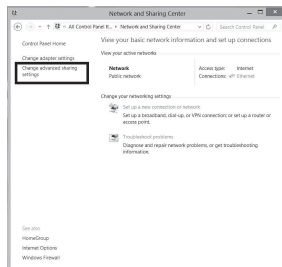 Network and Sharing Center
« All Control Panel It... › Network and Sharing Center
Search Control Panel
Control Panel Home
Change adapter settings
Change advanced sharing
settings
View your basic network information and set up connections
View your active networks
Network
Public network
Access type: Internet
Connections: Ethernet
Change your networking settings
Set up a new connection or network
Set up a broadband, dial-up, or VPN connection; or set up a router or
access point.
Troubleshoot problems
Diagnose and repair network problems, or get troubleshooting
information.
See also
HomeGroup
Internet Options
Windows Firewall